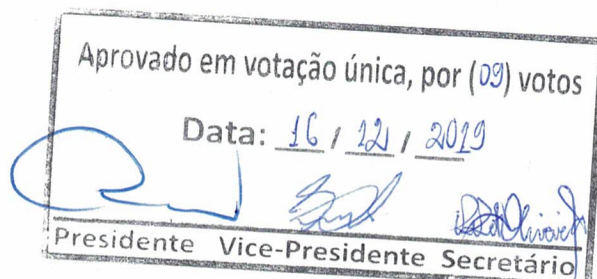 Aprovado em votação única, por (09) votos
Data: 16 / 12 / 2019
Presidente Vice-Presidente Secretário